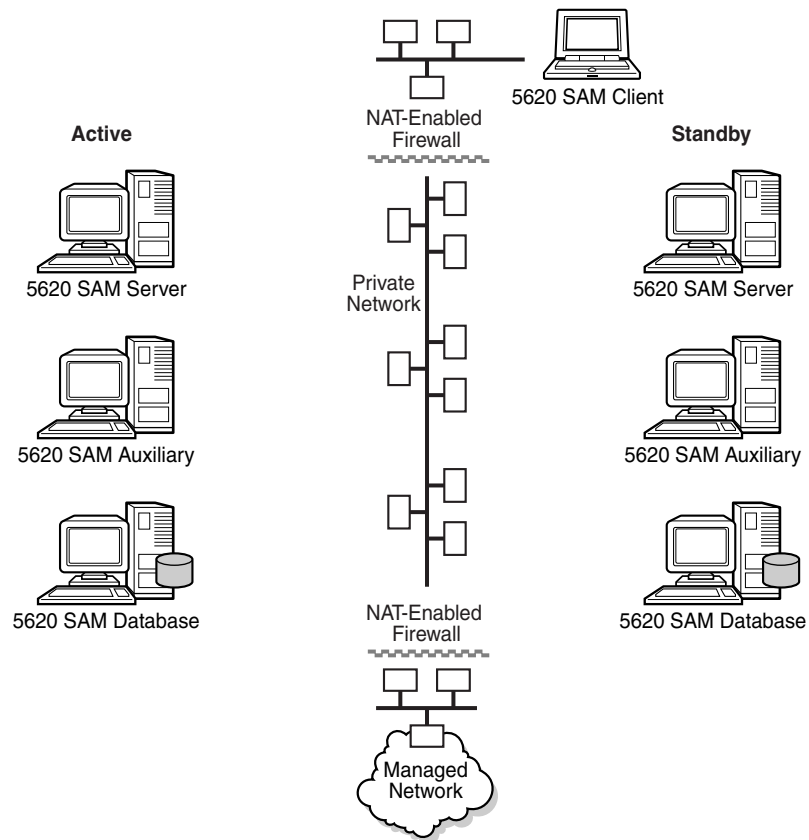 5620 SAM Client
NAT-Enabled
Firewall
Active
Standby
5620 SAM Server
Private
Network
5620 SAM Server
5620 SAM Auxiliary
5620 SAM Auxiliary
5620 SAM Database
NAT-Enabled
Firewall
5620 SAM Database
Managed
Network